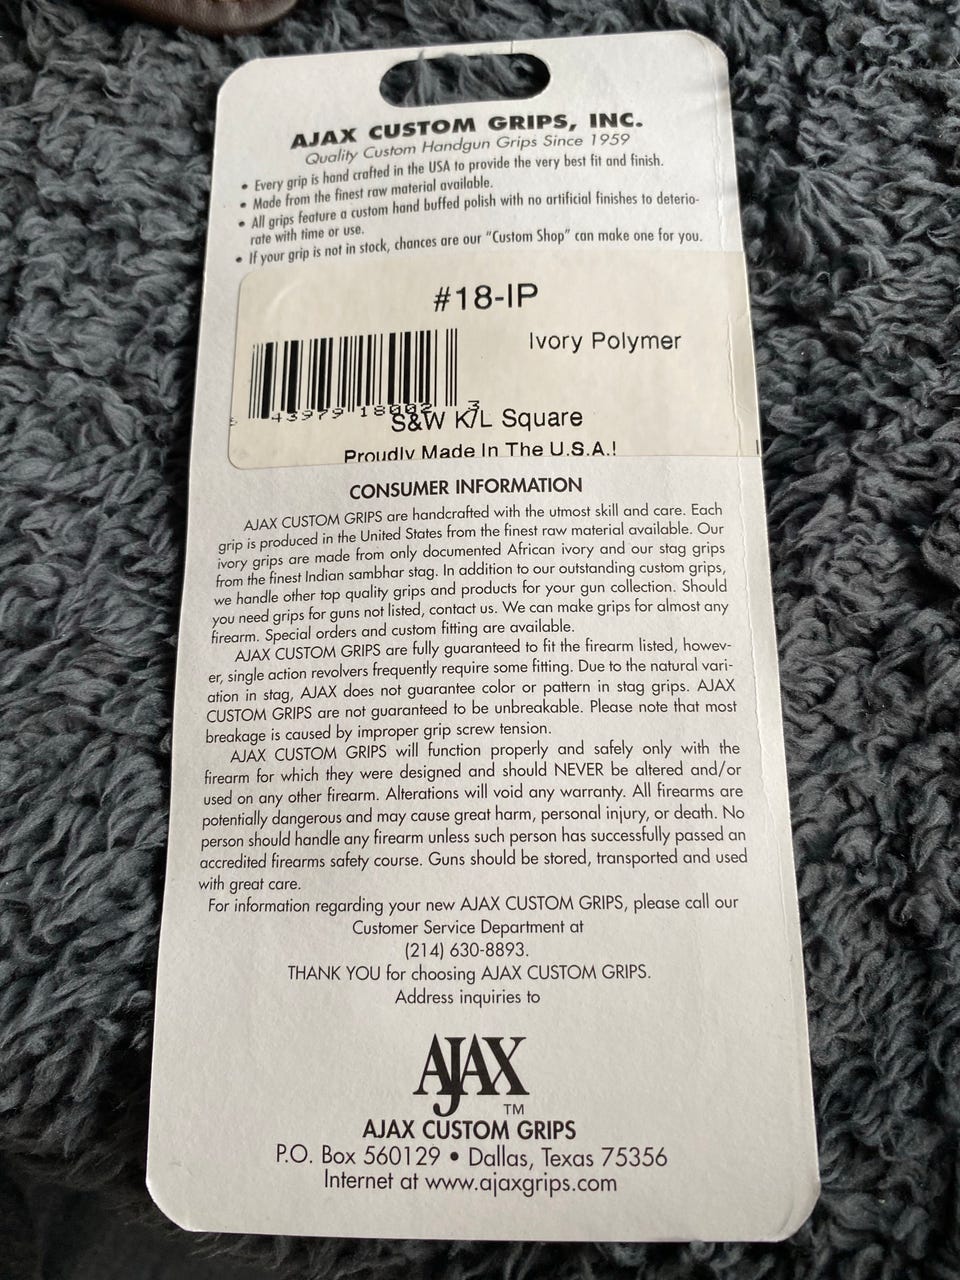 AJAX CUSTOM GRIPS, INC.
Quality Custom Handgun Grips Since 1959
• Every grip is hand crafted in the USA to provide the very best fit and finish.
• Made from the finest raw material available.
• All grips feature a custom hand buffed polish with no artificial finishes to deterio-
rate with time or use.
• If your grip is not in stock, chances are our "Custom Shop" can make one for you.
#18-IP
Ivory Polymer
43979 18002 3
S&W K/L Square
Proudly Made In The U.S.A.!
CONSUMER INFORMATION
AJAX CUSTOM GRIPS are handcrafted with the utmost skill and care. Each
grip is produced in the United States from the finest raw material available. Our
ivory grips are made from only documented African ivory and our stag grips
from the finest Indian sambhar stag. In addition to our outstanding custom grips,
we handle other top quality grips and products for your gun collection. Should
you need grips for guns not listed, contact us. We can make grips for almost any
firearm. Special orders and custom fitting are available.
AJAX CUSTOM GRIPS are fully guaranteed to fit the firearm listed, howev-
er, single action revolvers frequently require some fitting. Due to the natural vari-
ation in stag, AJAX does not guarantee color or pattern in stag grips. AJAX
CUSTOM GRIPS are not guaranteed to be unbreakable. Please note that most
breakage is caused by improper grip screw tension.
AJAX CUSTOM GRIPS will function properly and safely only with the
firearm for which they were designed and should NEVER be altered and/or
used on any other firearm. Alterations will void any warranty. All firearms are
potentially dangerous and may cause great harm, personal injury, or death. No
person should handle any firearm unless such person has successfully passed an
accredited firearms safety course. Guns should be stored, transported and used
with great care.
For information regarding your new AJAX CUSTOM GRIPS, please call our
Customer Service Department at
(214) 630-8893.
THANK YOU for choosing AJAX CUSTOM GRIPS.
Address inquiries to
AJAX
TM
AJAX CUSTOM GRIPS
P.O. Box 560129 • Dallas, Texas 75356
Internet at www.ajaxgrips.com